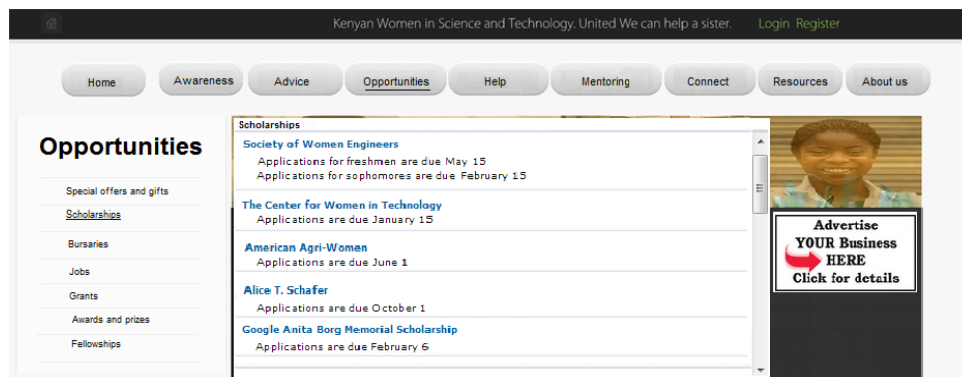 Kenyan Women in Science and Technology. United We can help a sister. Login Register
Home Awareness Advice Opportunities Help Mentoring Connect Resources About us
Opportunities
Special offers and gifts
Scholarships
Bursaries
Jobs
Grants
Awards and prizes
Fellowships
Scholarships
Society of Women Engineers
Applications for freshmen are due May 15
Applications for sophomores are due February 15
The Center for Women in Technology
Applications are due January 15
American Agri-Women
Applications are due June 1
Alice T. Schafer
Applications are due October 1
Google Anita Borg Memorial Scholarship
Applications are due February 6
Advertise
YOUR Business
HERE
Click for details